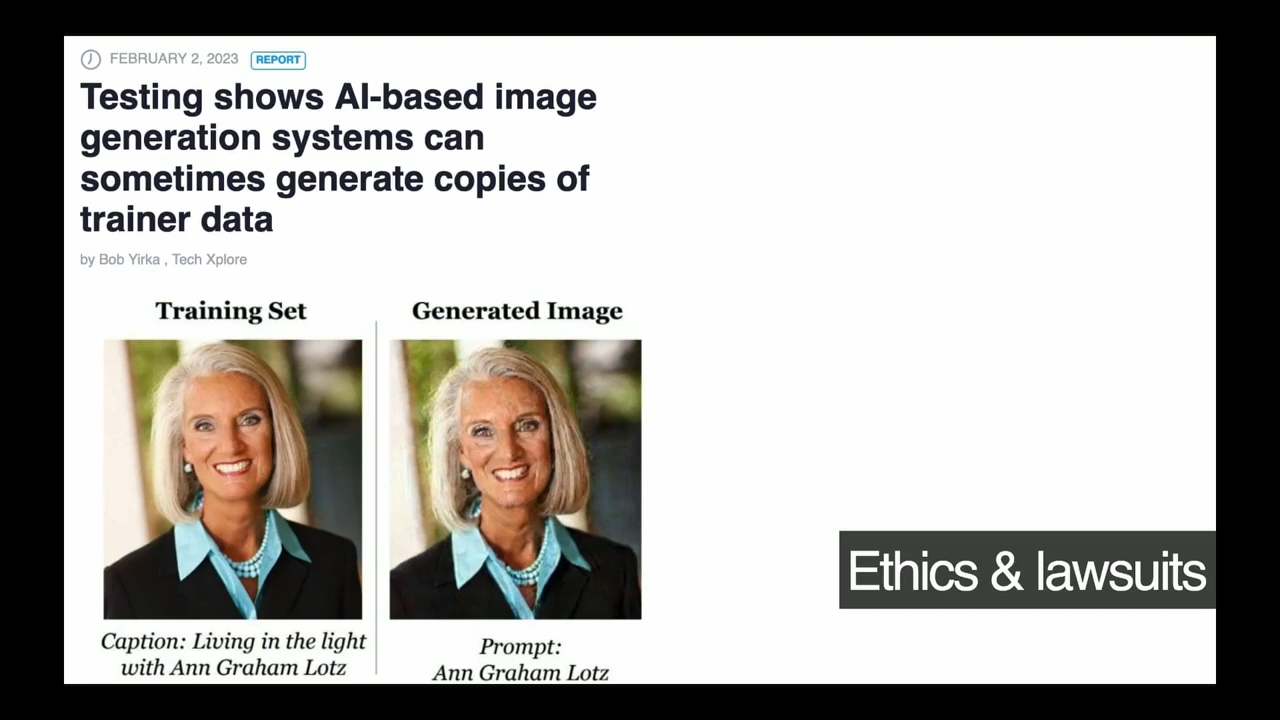 FEBRUARY 2, 2023 REPORT
Testing shows AI-based image
generation systems can
sometimes generate copies of
trainer data
by Bob Yirka , Tech Xplore
Training Set
Generated Image
Caption: Living in the light
with Ann Graham Lotz
Prompt:
Ann Graham Lotz
Ethics & lawsuits